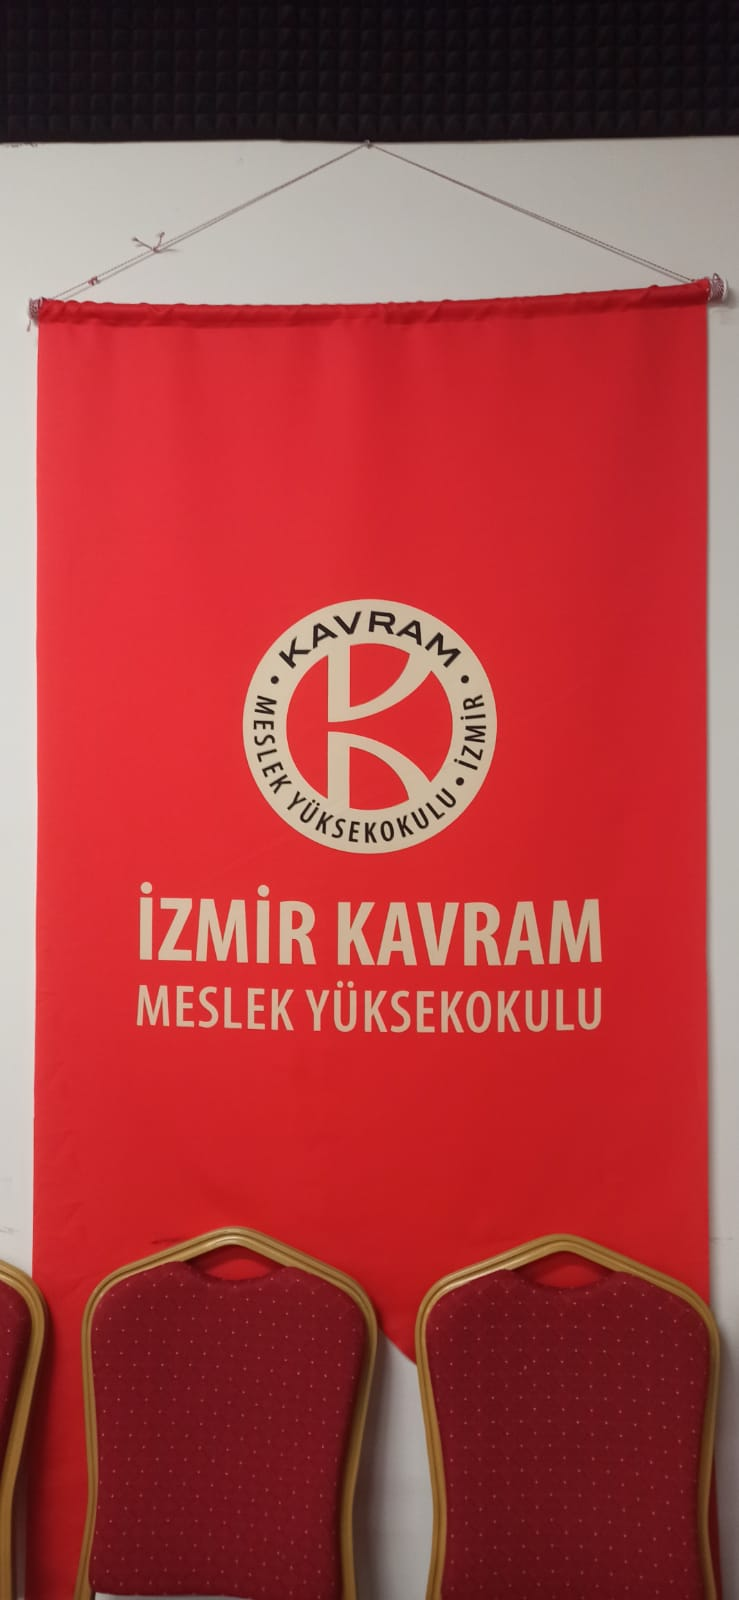 KAVRAM
MESLEK YÜKSEKOKULU • İZMİR
İZMİR KAVRAM
MESLEK YÜKSEKOKULU